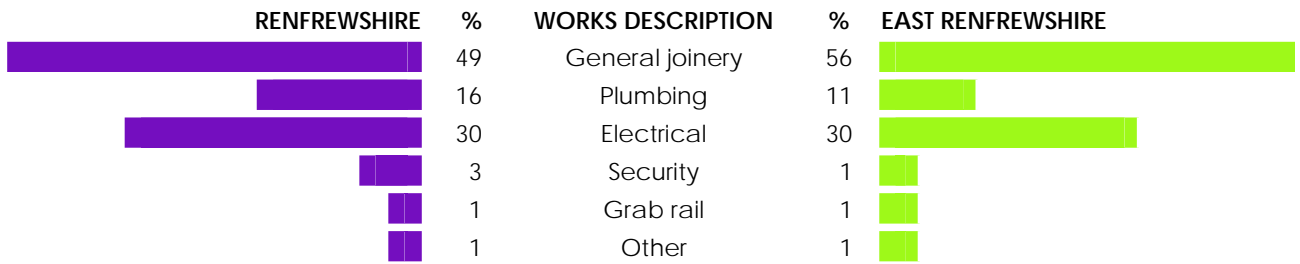 RENFREWSHIRE % WORKS DESCRIPTION % EAST RENFREWSHIRE
49 General joinery 56
16 Plumbing 11
30 Electrical 30
3 Security 1
1 Grab rail 1
1 Other 1